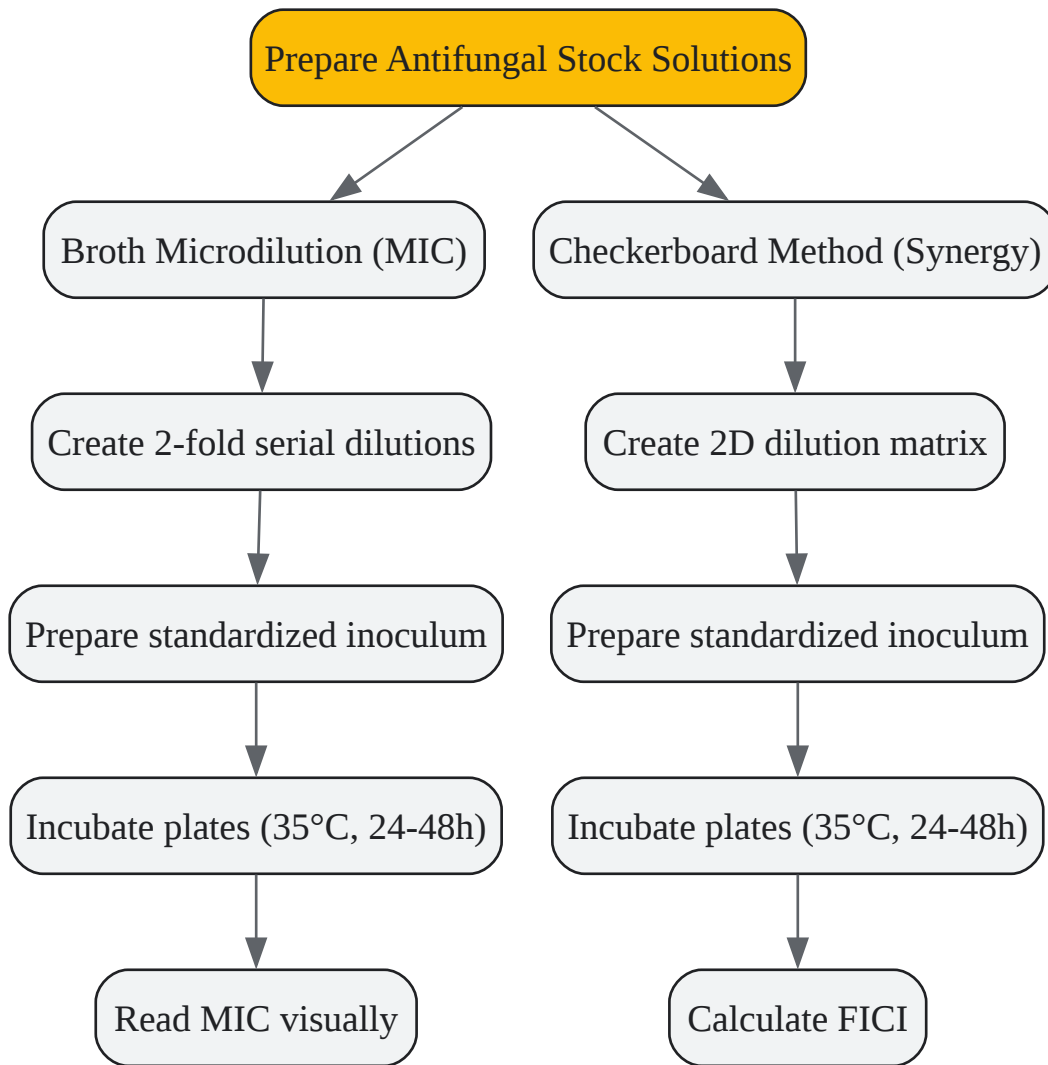 Prepare Antifungal Stock Solutions
Broth Microdilution (MIC)
Checkerboard Method (Synergy)
Create 2-fold serial dilutions
Create 2D dilution matrix
Prepare standardized inoculum
Prepare standardized inoculum
Incubate plates (35°C, 24-48h)
Incubate plates (35°C, 24-48h)
Read MIC visually
Calculate FICI